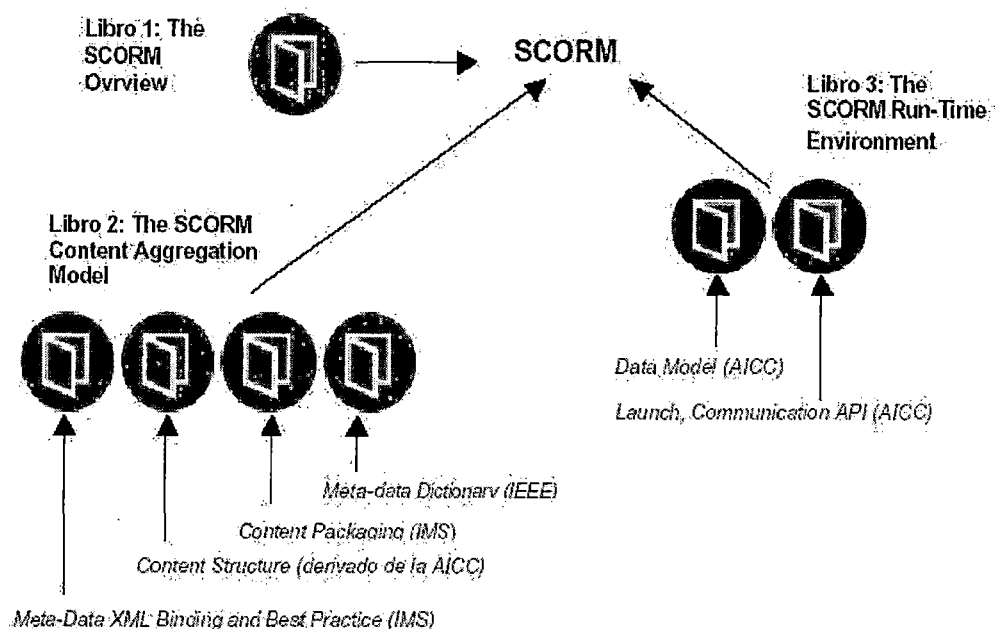 Libro 1: The
SCORM
Ovrview
SCORM
Libro 3: The
SCORM Run-Time
Environment
Libro 2: The SCORM
Content Aggregation
Model
Data Model (AICC)
Launch, Communication API (AICC)
Meta-data Dictionary (IEEE)
Content Packaging (IMS)
Content Structure (derivado de la AICC)
Meta-Data XML Binding and Best Practice (IMS)